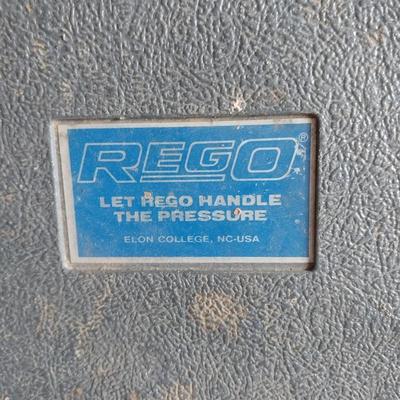 REGO®
LET REGO HANDLE
THE PRESSURE
ELON COLLEGE, NC-USA